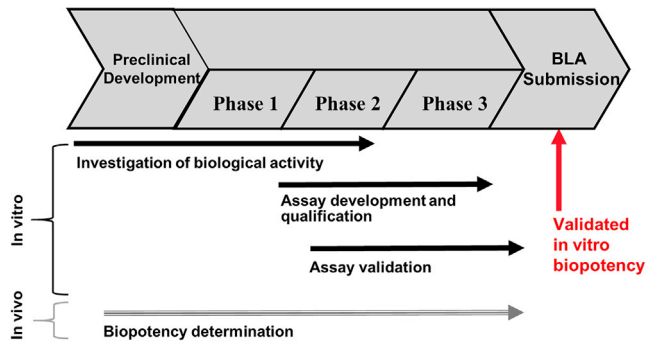 Preclinical
Development
BLA
Submission
Phase 1
Phase 2
Phase 3
In vitro
Investigation of biological activity
Assay development and
qualification
Assay validation
Validated
in vitro
biopotency
In vivo
Biopotency determination